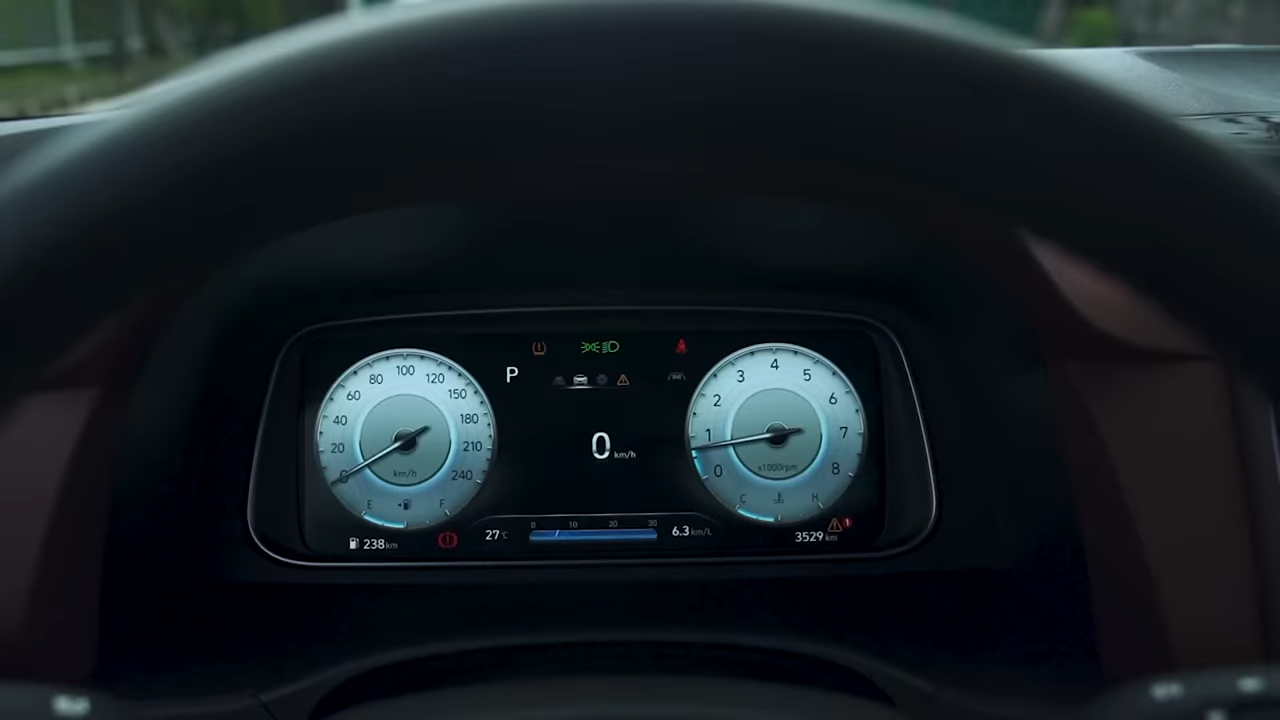 0 20 40 60 80 100 120 150 180 210 240
km/h
E F
238 km
P
0 km/h
27 °C
0 10 20 30
6.3 km/L
0 1 2 3 4 5 6 7 8
x1000rpm
C H
1
3529 km